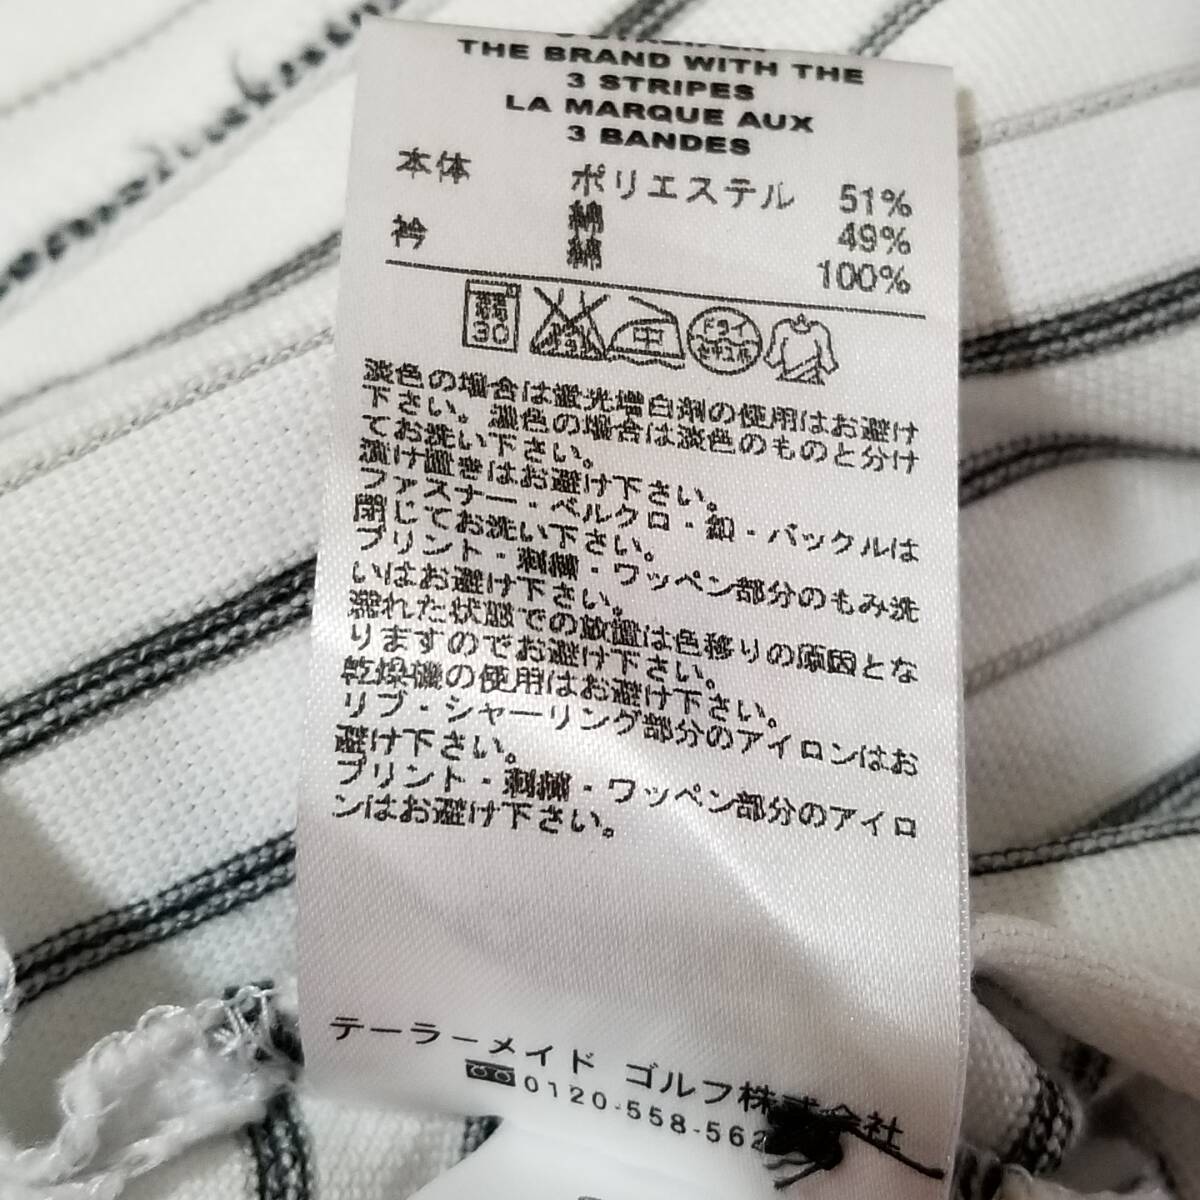 THE BRAND WITH THE
3 STRIPES
LA MARQUE AUX
3 BANDES
本体 ポリエステル 51%
綿 49%
衿 綿 100%
30 中 ドライ
淡色の場合は蛍光増白剤の使用はお避け
下さい。濃色の場合は淡色のものと分け
てお洗い下さい。
漬け置きはお避け下さい。
ファスナー・ベルクロ・釦・バックルは
閉じてお洗い下さい。
プリント・刺繍・ワッペン部分のもみ洗
いはお避け下さい。
濡れた状態での放置は色移りの原因とな
りますのでお避け下さい。
乾燥機の使用はお避け下さい。
リブ・シャーリング部分のアイロンはお
避け下さい。
プリント・刺繍・ワッペン部分のアイロ
ンはお避け下さい。
テーラーメイド ゴルフ株式会社
0120-558-562